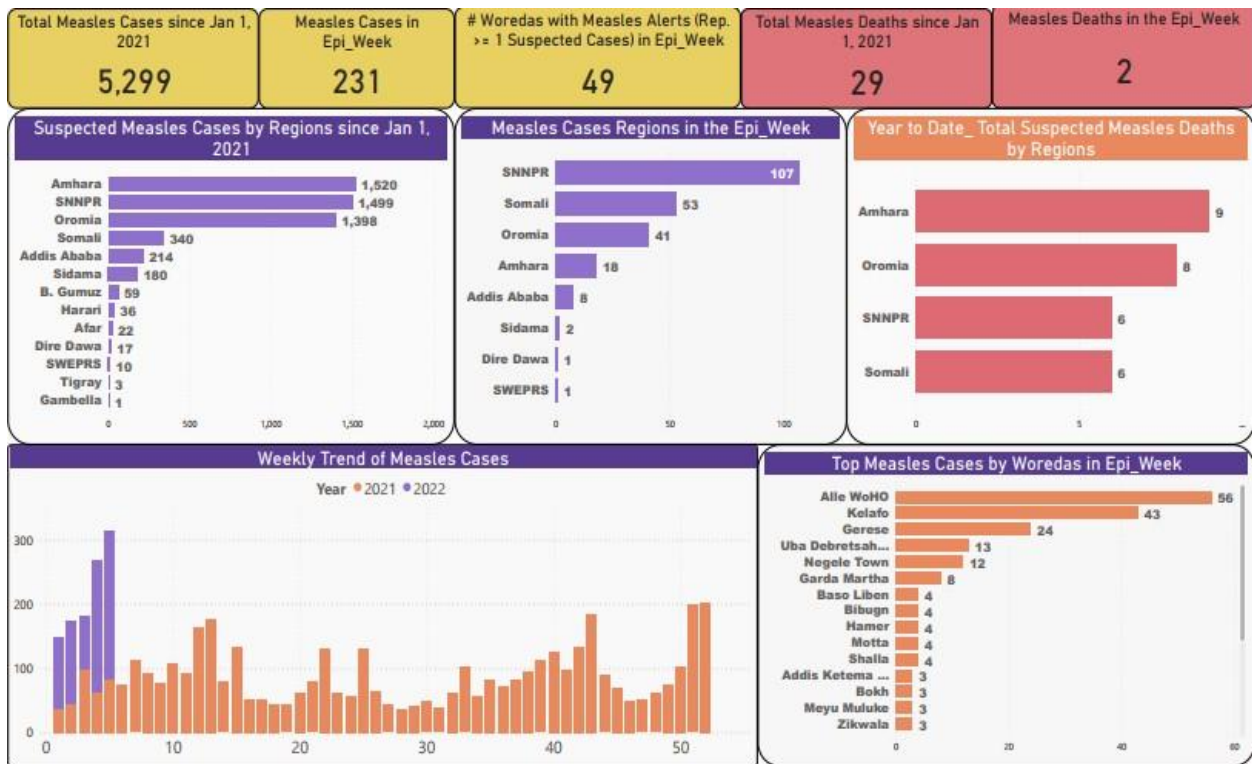 Total Measles Cases since Jan 1,
2021
5,299
Measles Cases in
Epi_Week
231
# Woredas with Measles Alerts (Rep.
>= 1 Suspected Cases) in Epi_Week
49
Total Measles Deaths since Jan
1, 2021
29
Measles Deaths in the Epi_Week
2
Suspected Measles Cases by Regions since Jan 1,
2021
Amhara 1,520
SNNPR 1,499
Oromia 1,398
Somali 340
Addis Ababa 214
Sidama 180
B. Gumuz 59
Harari 36
Afar 22
Dire Dawa 17
SWEPRS 10
Tigray 3
Gambella 1
0 500 1,000 1,500 2,000
Measles Cases Regions in the Epi_Week
SNNPR 107
Somali 53
Oromia 41
Amhara 18
Addis Ababa 8
Sidama 2
Dire Dawa 1
SWEPRS 1
0 50 100
Year to Date_ Total Suspected Measles Deaths
by Regions
Amhara 9
Oromia 8
SNNPR 6
Somali 6
0 5 ...
Weekly Trend of Measles Cases
Year 2021 2022
300
200
100
0
0 10 20 30 40 50
Top Measles Cases by Woredas in Epi_Week
Alle WoHO 56
Kelafo 43
Gerese 24
Uba Debretsah... 13
Negele Town 12
Garda Martha 8
Baso Liben 4
Bibugn 4
Hamer 4
Motta 4
Shalla 4
Addis Ketema ... 3
Bokh 3
Meyu Muluke 3
Zikwala 3
0 20 40 60